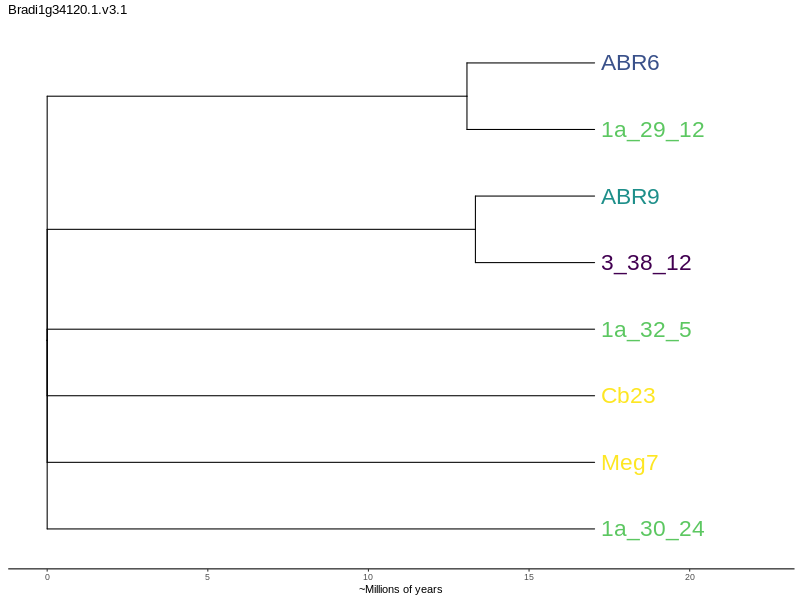 Bradi1g34120.1.v3.1
ABR6
1a_29_12
ABR9
3_38_12
1a_32_5
Cb23
Meg7
1a_30_24
0 5 10 15 20
~Millions of years